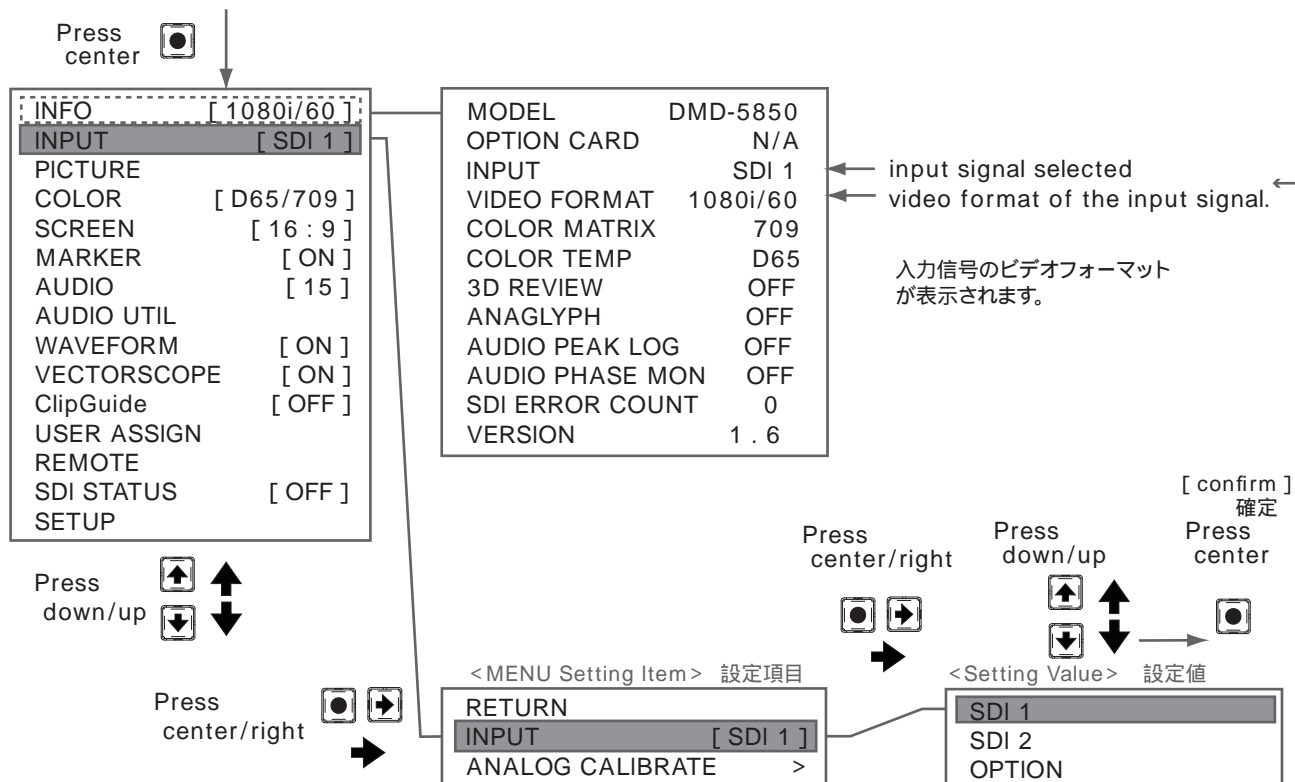 Press
center
INFO [ 1080i/60 ]
INPUT [ SDI 1 ]
PICTURE
COLOR [ D65/709 ]
SCREEN [ 16 : 9 ]
MARKER [ ON ]
AUDIO [ 15 ]
AUDIO UTIL
WAVEFORM [ ON ]
VECTORSCOPE [ ON ]
ClipGuide [ OFF ]
USER ASSIGN
REMOTE
SDI STATUS [ OFF ]
SETUP
MODEL DMD-5850
OPTION CARD N/A
INPUT SDI 1
VIDEO FORMAT 1080i/60
COLOR MATRIX 709
COLOR TEMP D65
3D REVIEW OFF
ANAGLYPH OFF
AUDIO PEAK LOG OFF
AUDIO PHASE MON OFF
SDI ERROR COUNT 0
VERSION 1 . 6
input signal selected
video format of the input signal.
入力信号のビデオフォーマット
が表示されます。
Press
down/up
Press
center/right
<MENU Setting Item> 設定項目
RETURN
INPUT [ SDI 1 ]
ANALOG CALIBRATE >
Press
center/right
Press
down/up
[ confirm ]
確定
Press
center
<Setting Value> 設定値
SDI 1
SDI 2
OPTION